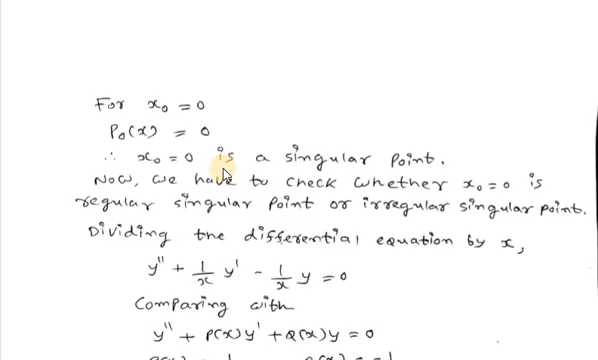 For x₀ = 0
P₀(x) = 0
∴ x₀ = 0 is a singular point.
Now, we have to check whether x₀ = 0 is
regular singular point or irregular singular point.
Dividing the differential equation by x,
y'' + 1/x y' - 1/x y = 0
Comparing with
y'' + P(x)y' + Q(x)y = 0